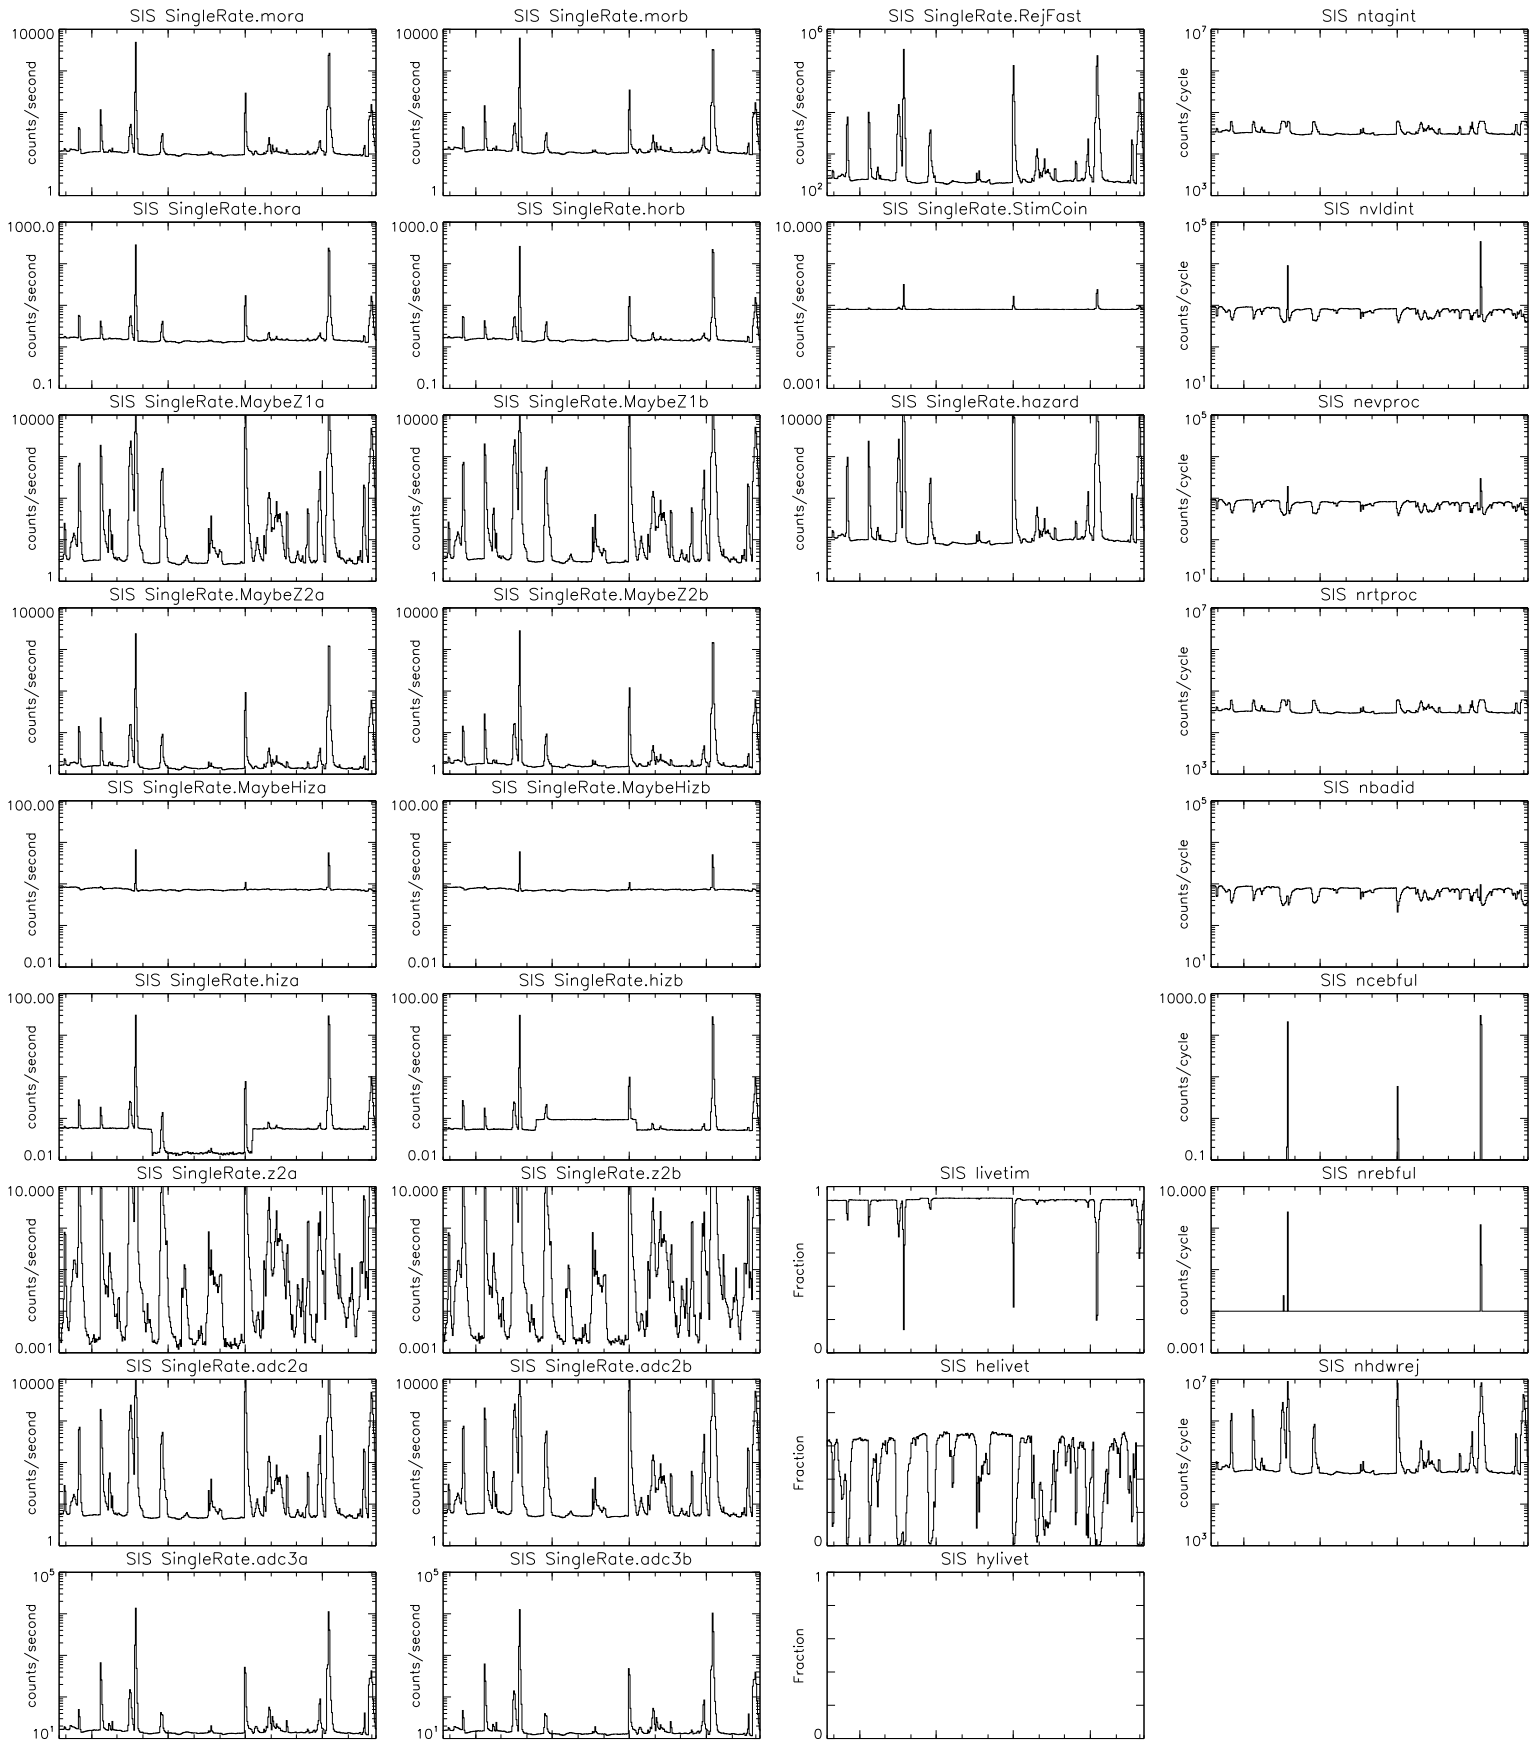 SIS SingleRate.mora SIS SingleRate.morb SIS SingleRate.RejFast SIS ntagint
10000 10000 10⁶ 10⁷
counts/second counts/second counts/second counts/cycle
1 1 10² 10³
SIS SingleRate.hora SIS SingleRate.horb SIS SingleRate.StimCoin SIS nvldint
1000.0 1000.0 10.000 10⁵
counts/second counts/second counts/second counts/cycle
0.1 0.1 0.001 10¹
SIS SingleRate.MaybeZ1a SIS SingleRate.MaybeZ1b SIS SingleRate.hazard SIS nevproc
10000 10000 10000 10⁵
counts/second counts/second counts/second counts/cycle
1 1 1 10¹
SIS SingleRate.MaybeZ2a SIS SingleRate.MaybeZ2b SIS nrtproc
10000 10000 10⁷
counts/second counts/second counts/cycle
1 1 10³
SIS SingleRate.MaybeHiza SIS SingleRate.MaybeHizb SIS nbadid
100.00 100.00 10⁵
counts/second counts/second counts/cycle
0.01 0.01 10¹
SIS SingleRate.hiza SIS SingleRate.hizb SIS ncebful
100.00 100.00 1000.0
counts/second counts/second counts/cycle
0.01 0.01 0.1
SIS SingleRate.z2a SIS SingleRate.z2b SIS livetim SIS nrebful
10.000 10.000 1 10.000
counts/second counts/second Fraction counts/cycle
0.001 0.001 0 0.001
SIS SingleRate.adc2a SIS SingleRate.adc2b SIS helivet SIS nhdwrej
10000 10000 1 10⁷
counts/second counts/second Fraction counts/cycle
1 1 0 10³
SIS SingleRate.adc3a SIS SingleRate.adc3b SIS hylivet
10⁵ 10⁵ 1
counts/second counts/second Fraction
10¹ 10¹ 0